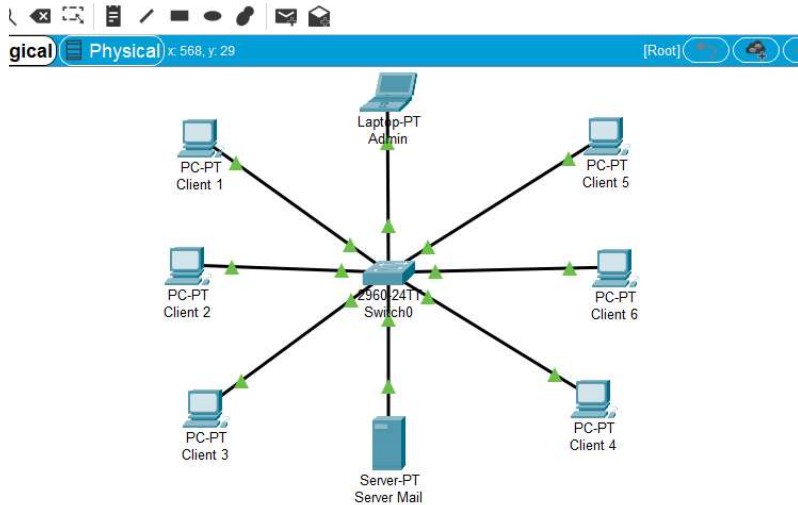 gical) Physical x: 568, y: 29 [Root]
Laptop-PT
Admin
PC-PT
Client 1
PC-PT
Client 5
PC-PT
Client 2
2960-24TT
Switch0
PC-PT
Client 6
PC-PT
Client 3
PC-PT
Client 4
Server-PT
Server Mail